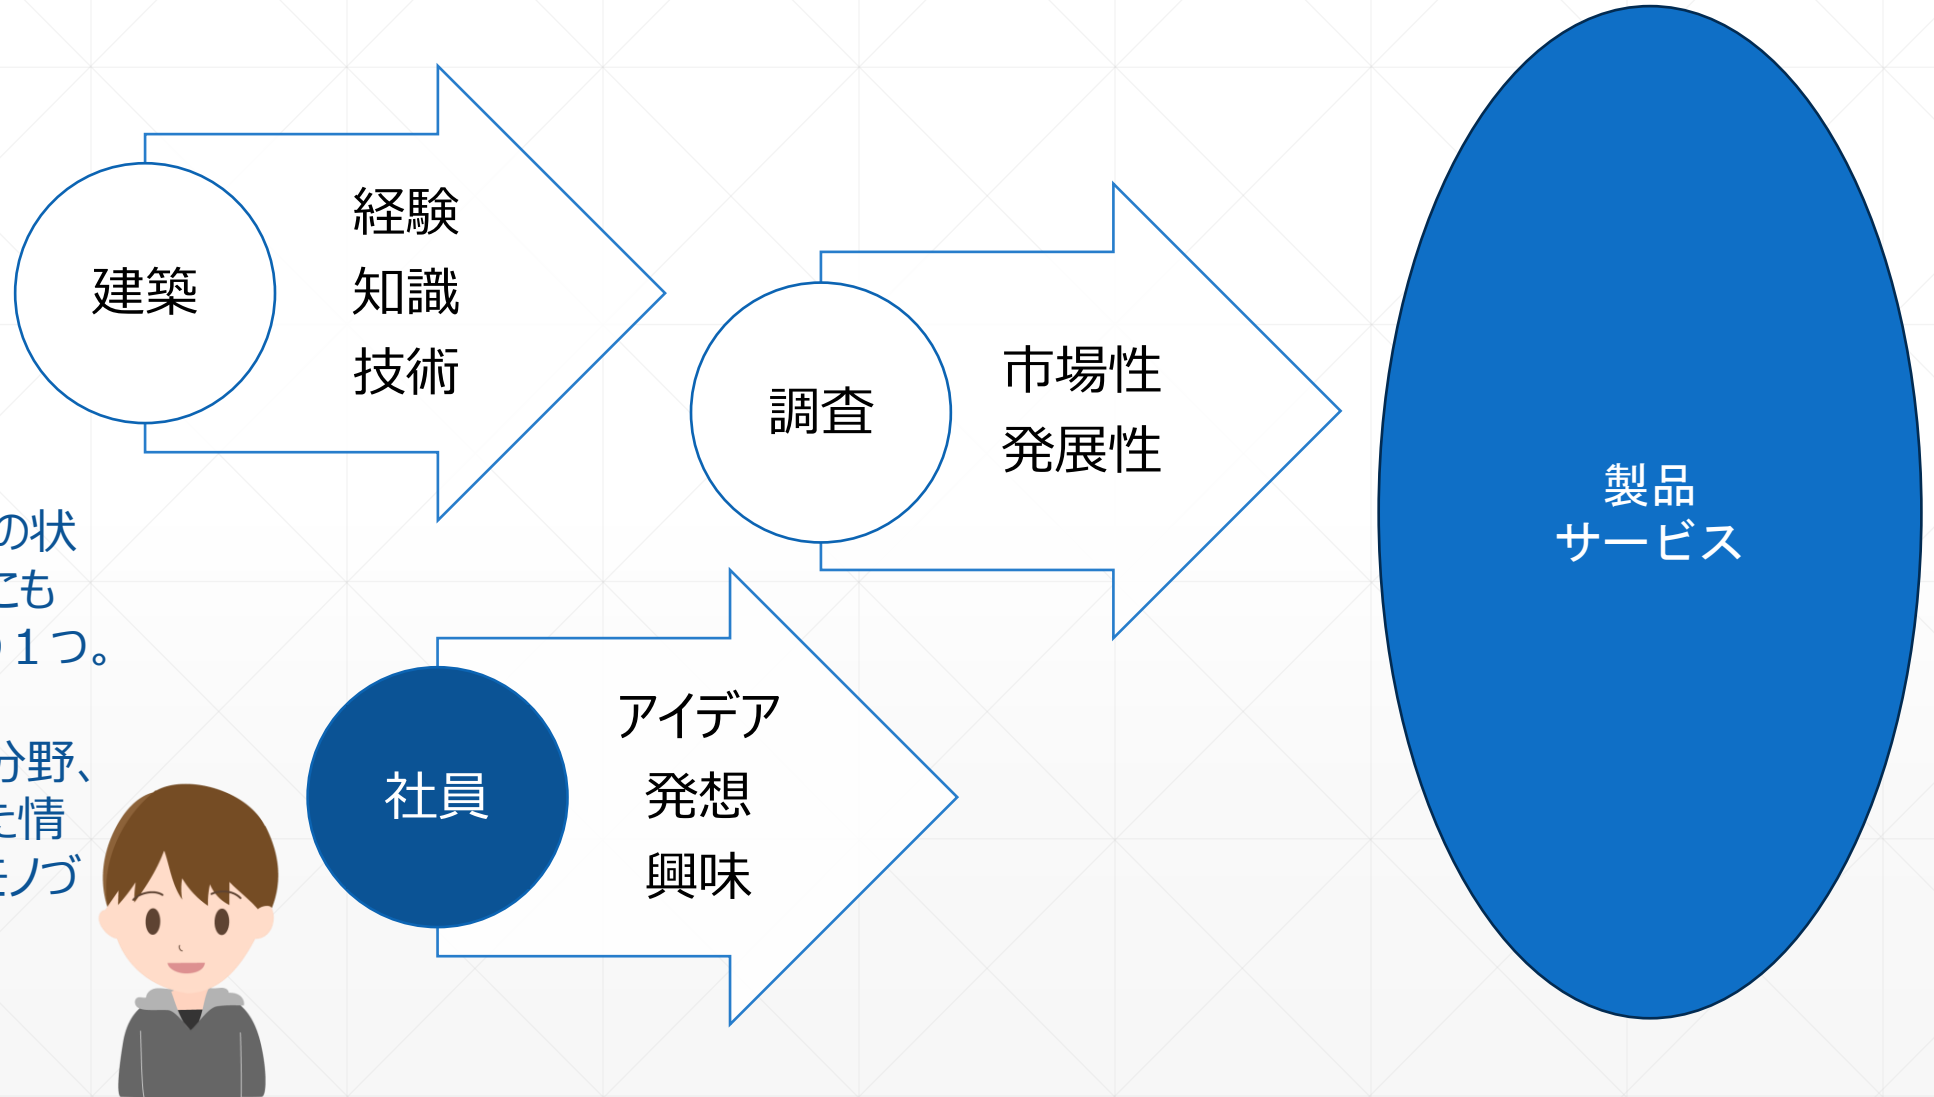 建築
経験
知識
技術
調査
市場性
発展性
製品
サービス
の状
にも
1つ。
分野、
た情
モノづ
社員
アイデア
発想
興味